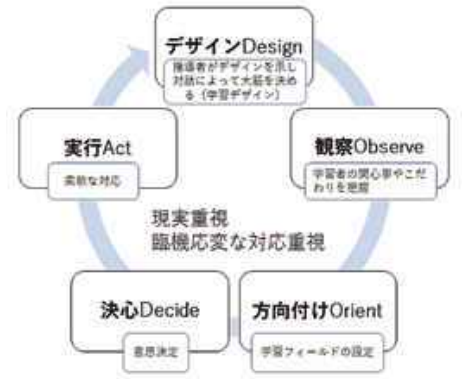 デザインDesign
指導者がデザインを示し
対話によって大筋を決め
る（学習デザイン）
観察Observe
学習者の関心事やこだ
わりを把握
方向付けOrient
学習フィールドの設定
決心Decide
意思決定
実行Act
柔軟な対応
現実重視
臨機応変な対応重視